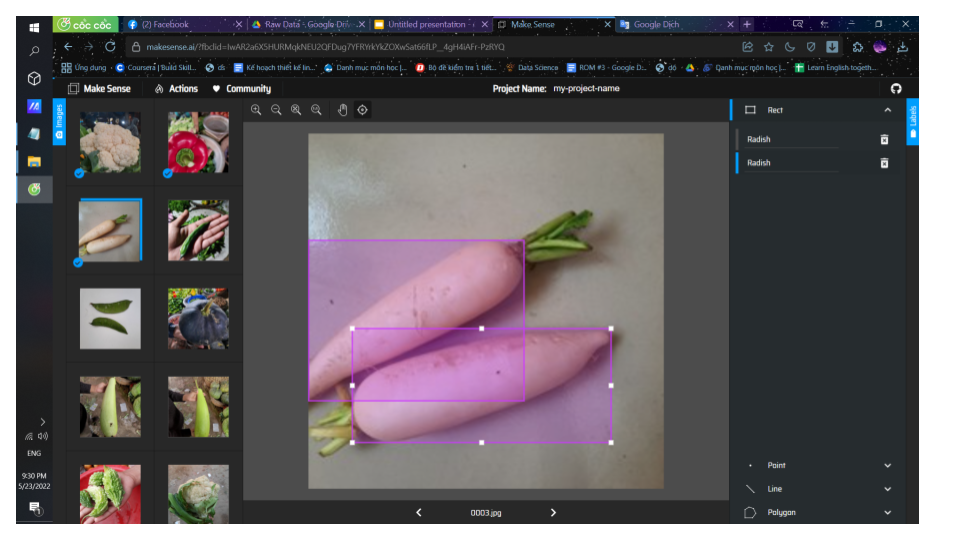 cốc cốc
(2) Facebook
Raw Data - Google Dri
Untitled presentation -
Make Sense
Google Dịch
makesense.ai/?fbclid=IwAR2a6X5HURMqkNEU2QFDug7YFRYrkYkZOXwSat66fLP__4gH4iAFr-PzRYQ
Ứng dụng
Coursera | Build Skill...
ds
Kế hoạch thiết kế lin...
Danh mục môn học |...
Bộ đề kiểm tra 1 tiết...
Data Science
ROM #3 - Google D...
dó
Danh mục môn học |...
Learn English togeth...
Make Sense
Actions
Community
Project Name: my-project-name
Images
Labels
Rect
Radish
Radish
Point
Line
Polygon
0003.jpg
ENG
9:30 PM
5/23/2022